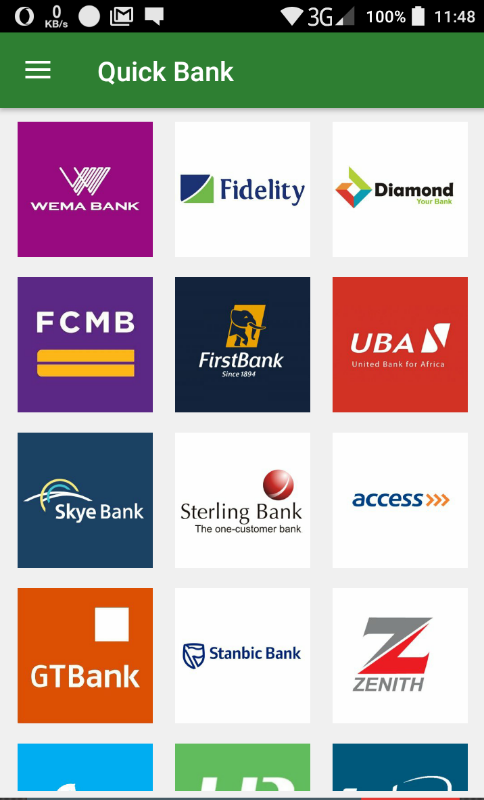 0
KB/s
3G
100%
11:48
Quick Bank
WEMA BANK
Fidelity
Diamond
Your Bank
FCMB
FirstBank
Since 1894
UBA
United Bank for Africa
Skye Bank
Sterling Bank
The one-customer bank
access
GTBank
Stanbic Bank
Z
ZENITH